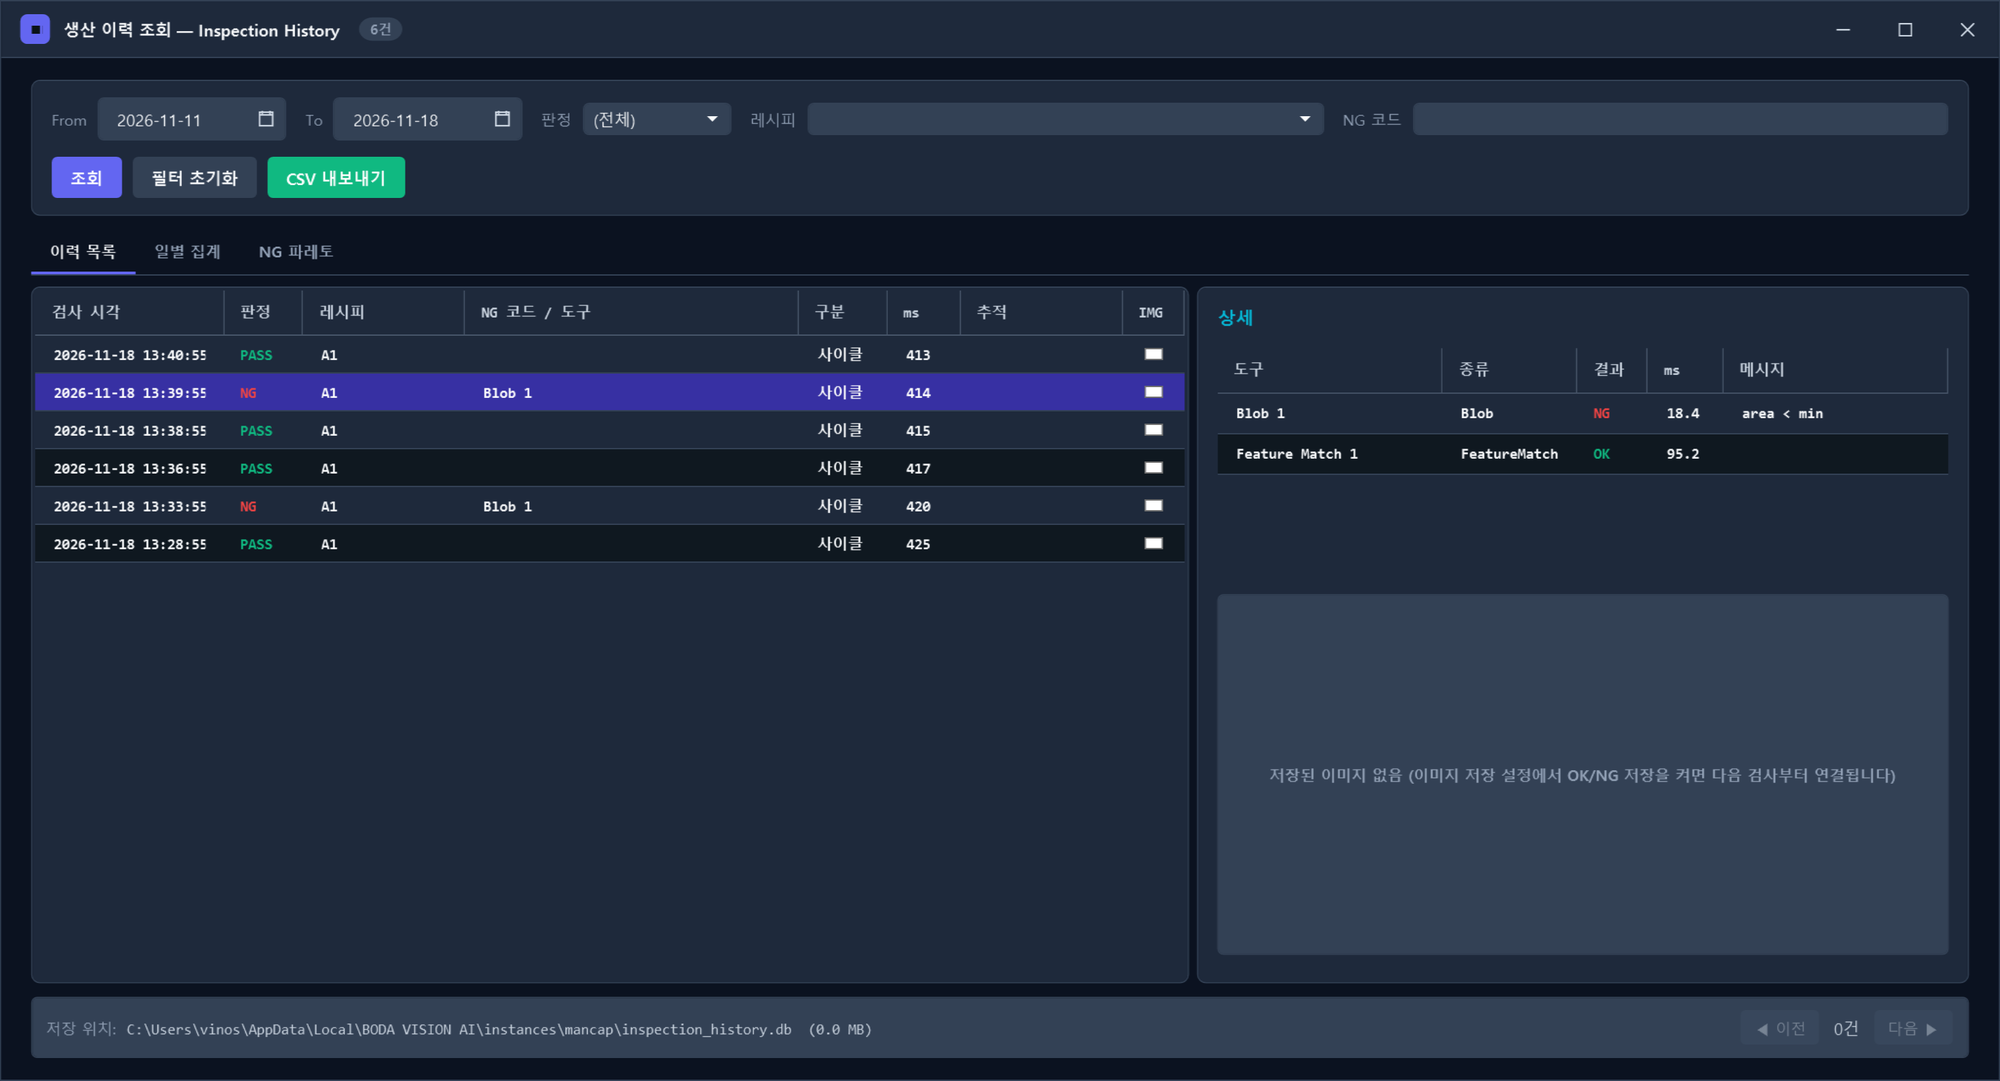 생산 이력 조회 — Inspection History 6건
From 2026-11-11 To 2026-11-18 판정 (전체) 레시피 NG 코드
조회 필터 초기화 CSV 내보내기
이력 목록 일별 집계 NG 파레토
검사 시각 판정 레시피 NG 코드 / 도구 구분 ms 추적 IMG
2026-11-18 13:40:55 PASS A1 사이클 413
2026-11-18 13:39:55 NG A1 Blob 1 사이클 414
2026-11-18 13:38:55 PASS A1 사이클 415
2026-11-18 13:36:55 PASS A1 사이클 417
2026-11-18 13:33:55 NG A1 Blob 1 사이클 420
2026-11-18 13:28:55 PASS A1 사이클 425
상세
도구 종류 결과 ms 메시지
Blob 1 Blob NG 18.4 area < min
Feature Match 1 FeatureMatch OK 95.2
저장된 이미지 없음 (이미지 저장 설정에서 OK/NG 저장을 켜면 다음 검사부터 연결됩니다)
저장 위치: C:\Users\vinos\AppData\Local\BODA VISION AI\instances\mancap\inspection_history.db (0.0 MB)
◀ 이전 0건 다음 ▶